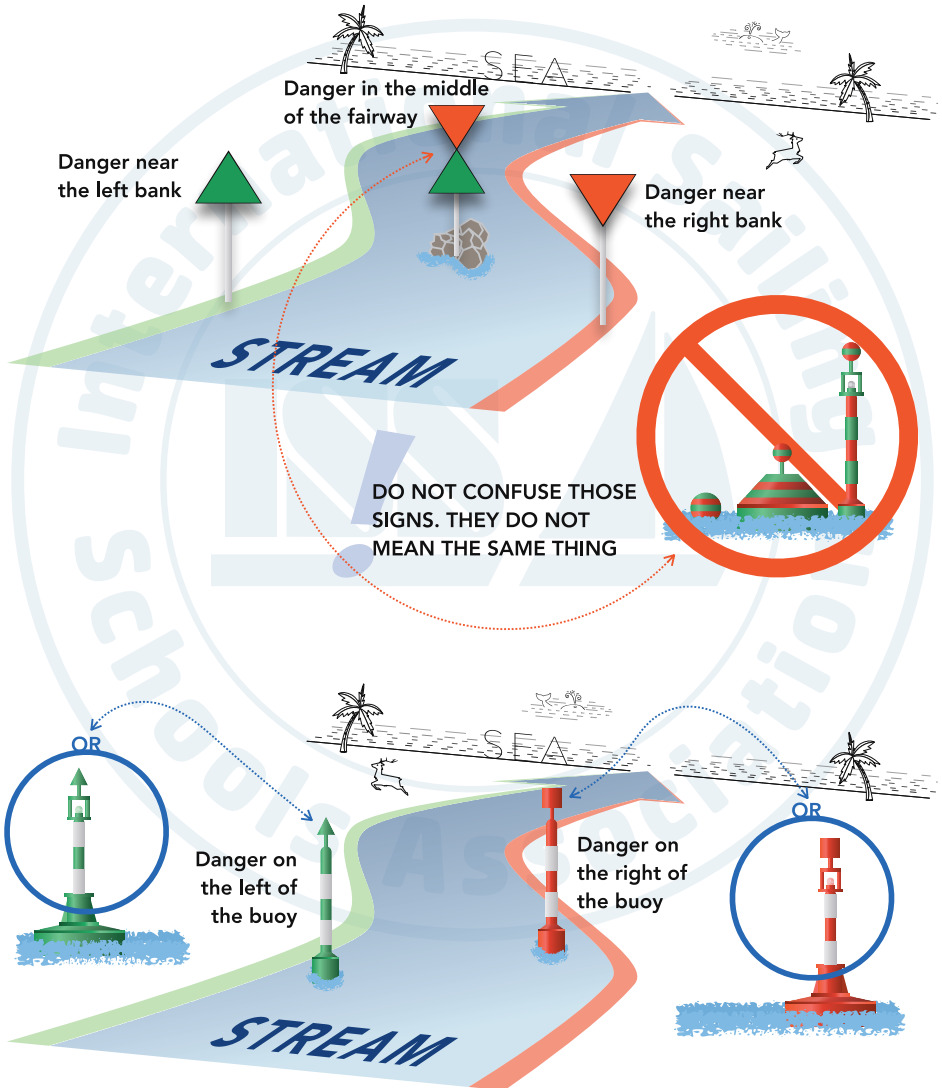 SEA
Danger in the middle
of the fairway
Danger near
the left bank
Danger near
the right bank
STREAM
!
DO NOT CONFUSE THOSE
SIGNS. THEY DO NOT
MEAN THE SAME THING
International Sailing
Schools Association
ISSA
SEA
OR
OR
Danger on
the left of
the buoy
Danger on
the right of
the buoy
STREAM